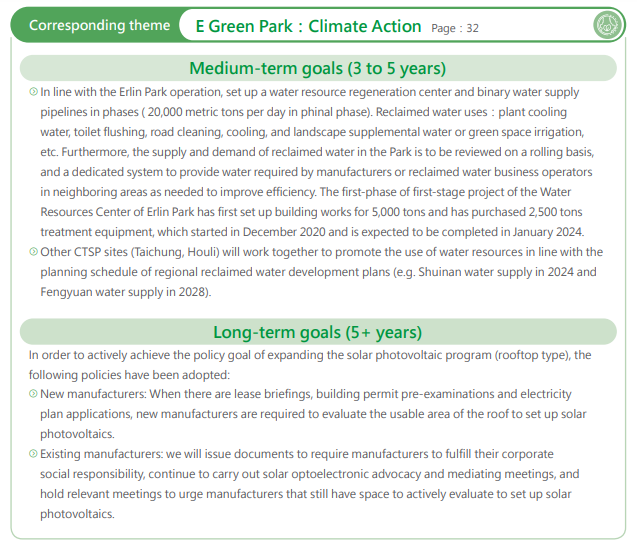 Corresponding theme E Green Park：Climate Action Page：32
Medium-term goals (3 to 5 years)
In line with the Erlin Park operation, set up a water resource regeneration center and binary water supply
pipelines in phases ( 20,000 metric tons per day in phinal phase). Reclaimed water uses：plant cooling
water, toilet flushing, road cleaning, cooling, and landscape supplemental water or green space irrigation,
etc. Furthermore, the supply and demand of reclaimed water in the Park is to be reviewed on a rolling basis,
and a dedicated system to provide water required by manufacturers or reclaimed water business operators
in neighboring areas as needed to improve efficiency. The first-phase of first-stage project of the Water
Resources Center of Erlin Park has first set up building works for 5,000 tons and has purchased 2,500 tons
treatment equipment, which started in December 2020 and is expected to be completed in January 2024.
Other CTSP sites (Taichung, Houli) will work together to promote the use of water resources in line with the
planning schedule of regional reclaimed water development plans (e.g. Shuinan water supply in 2024 and
Fengyuan water supply in 2028).
Long-term goals (5+ years)
In order to actively achieve the policy goal of expanding the solar photovoltaic program (rooftop type), the
following policies have been adopted:
New manufacturers: When there are lease briefings, building permit pre-examinations and electricity
plan applications, new manufacturers are required to evaluate the usable area of the roof to set up solar
photovoltaics.
Existing manufacturers: we will issue documents to require manufacturers to fulfill their corporate
social responsibility, continue to carry out solar optoelectronic advocacy and mediating meetings, and
hold relevant meetings to urge manufacturers that still have space to actively evaluate to set up solar
photovoltaics.